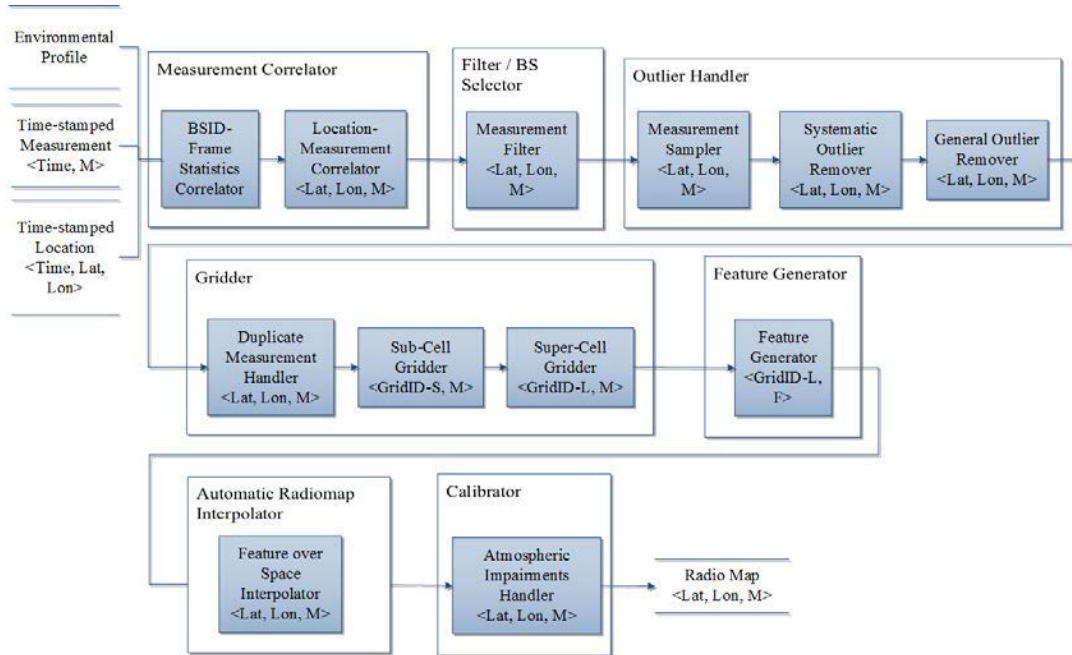 Environmental
Profile
Time-stamped
Measurement
<Time, M>
Time-stamped
Location
<Time, Lat,
Lon>
Measurement Correlator
BSID-
Frame
Statistics
Correlator
Location-
Measurement
Correlator
<Lat, Lon, M>
Filter / BS
Selector
Measurement
Filter
<Lat, Lon,
M>
Outlier Handler
Measurement
Sampler
<Lat, Lon,
M>
Systematic
Outlier
Remover
<Lat, Lon, M>
General Outlier
Remover
<Lat, Lon, M>
Gridder
Duplicate
Measurement
Handler
<Lat, Lon, M>
Sub-Cell
Gridder
<GridID-S, M>
Super-Cell
Gridder
<GridID-L, M>
Feature Generator
Feature
Generator
<GridID-L,
F>
Automatic Radiomap
Interpolator
Feature over
Space
Interpolator
<Lat, Lon, M>
Calibrator
Atmospheric
Impairments
Handler
<Lat, Lon, M>
Radio Map
<Lat, Lon, M>